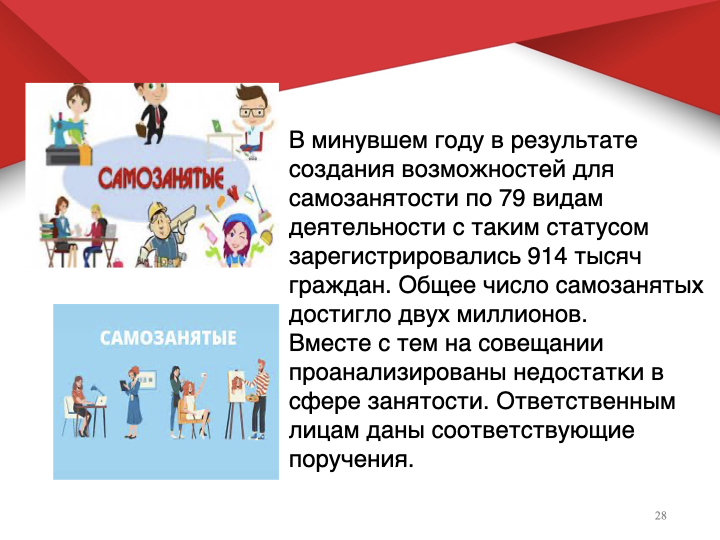 САМОЗАНЯТЫЕ
САМОЗАНЯТЫЕ
В минувшем году в результате
создания возможностей для
самозанятости по 79 видам
деятельности с таким статусом
зарегистрировались 914 тысяч
граждан. Общее число самозанятых
достигло двух миллионов.
Вместе с тем на совещании
проанализированы недостатки в
сфере занятости. Ответственным
лицам даны соответствующие
поручения.
28